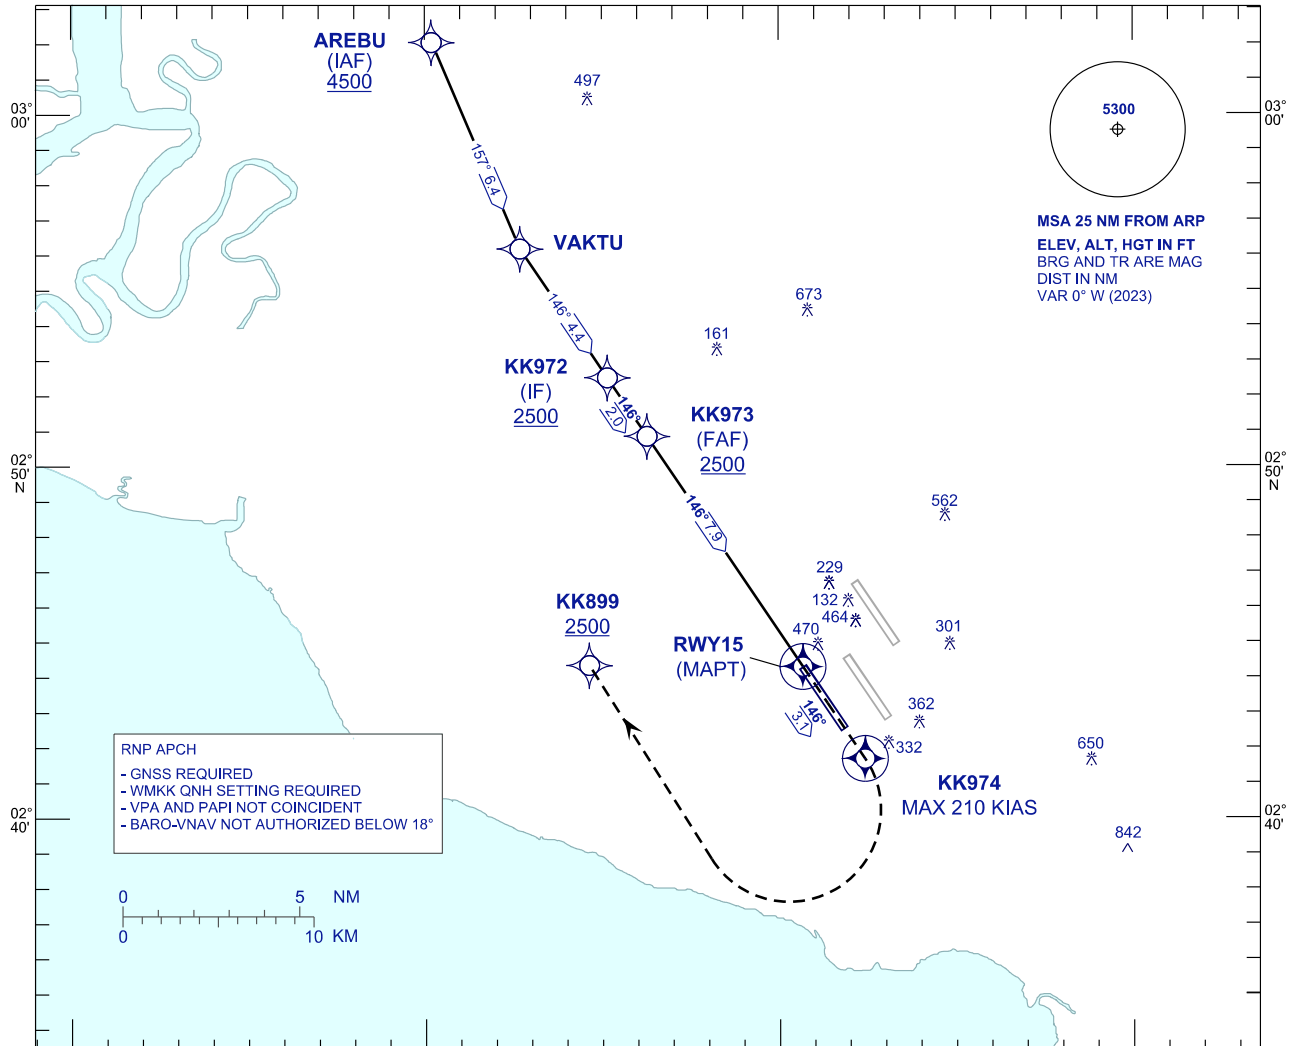 AREBU
(IAF)
4500
497
03°
00'
5300
03°
00'
157° 6.4
MSA 25 NM FROM ARP
ELEV, ALT, HGT IN FT
BRG AND TR ARE MAG
DIST IN NM
VAR 0° W (2023)
VAKTU
673
146° 4.4
161
KK972
(IF)
2500
146°
2.0
KK973
(FAF)
2500
02°
50'
N
02°
50'
N
146° 7.9
562
229
132
464
470
301
KK899
2500
RWY15
(MAPT)
146°
3.1
362
332
650
KK974
MAX 210 KIAS
RNP APCH
- GNSS REQUIRED
- WMKK QNH SETTING REQUIRED
- VPA AND PAPI NOT COINCIDENT
- BARO-VNAV NOT AUTHORIZED BELOW 18°
02°
40'
02°
40'
842
0 5 NM
0 10 KM